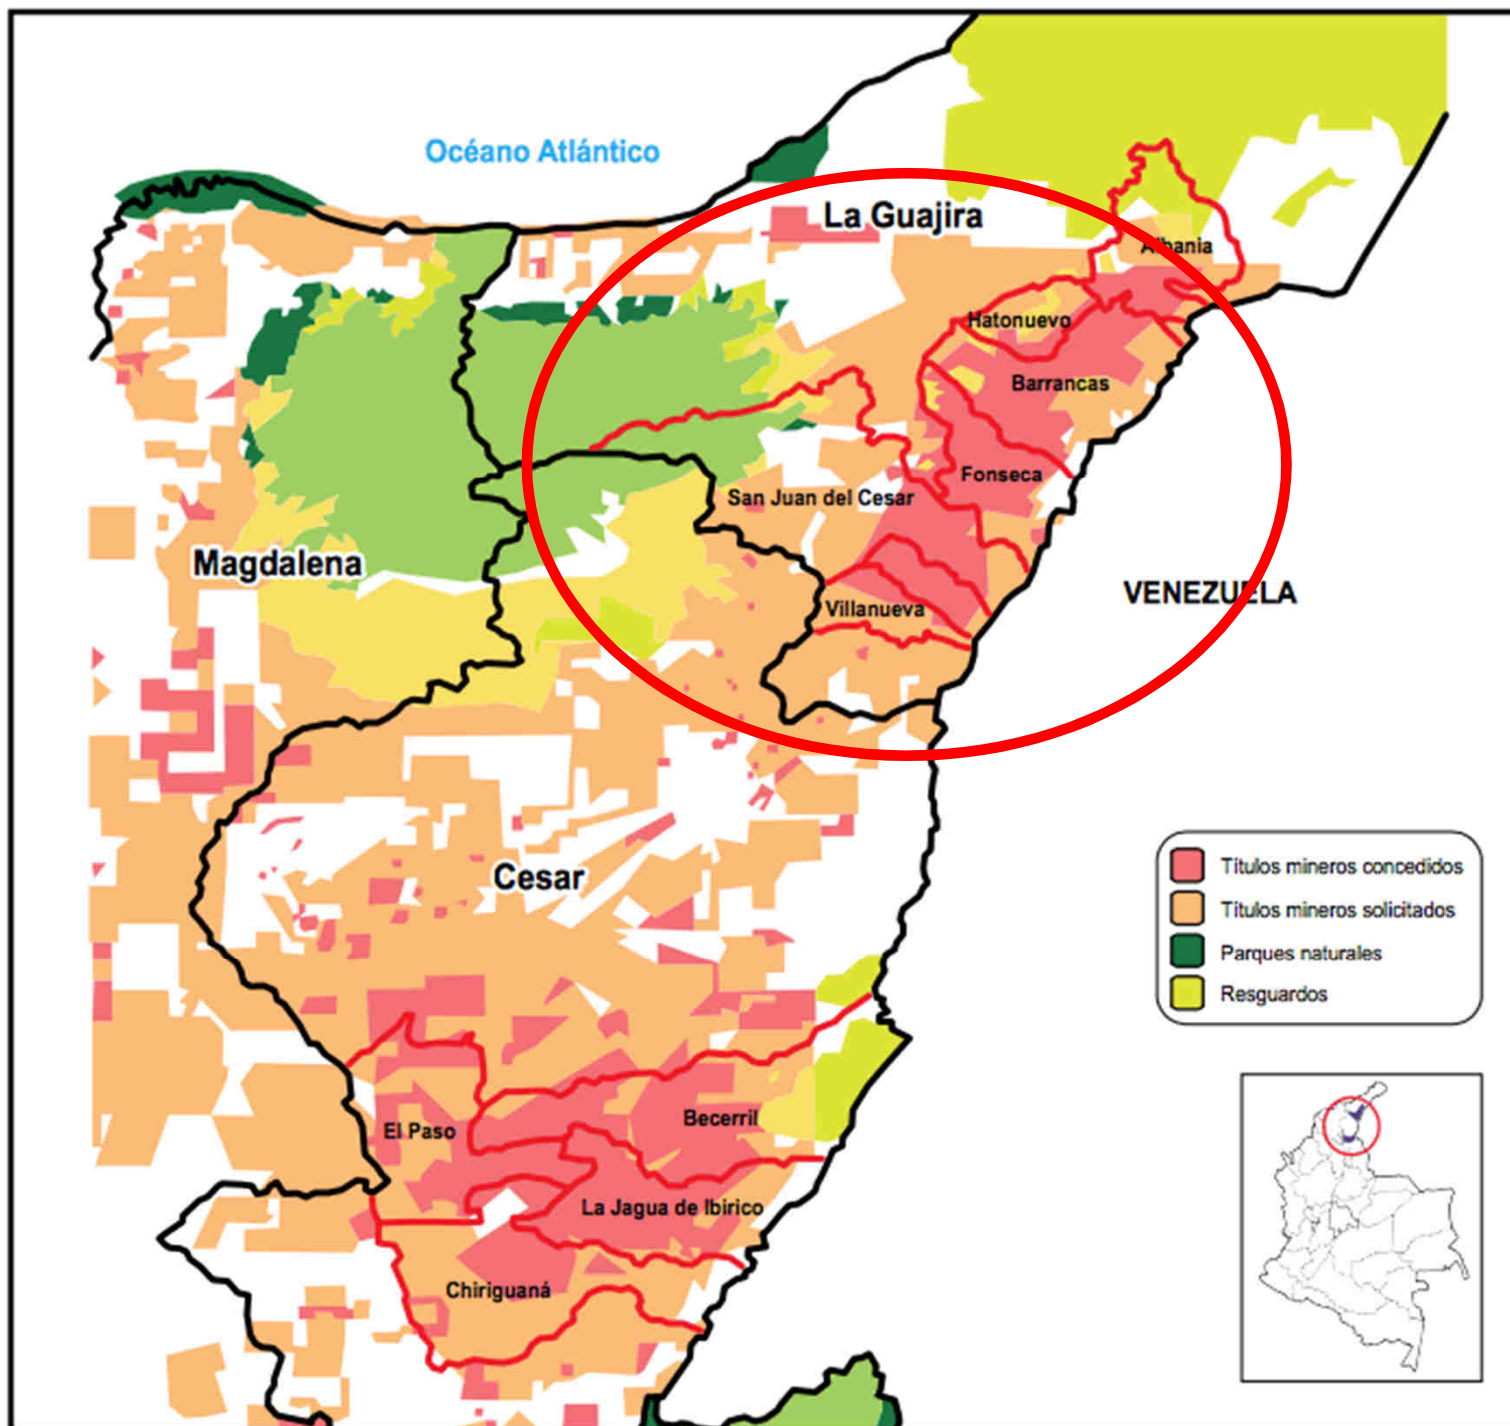 Océano Atlántico
La Guajira
Albania
Hatonuevo
Barrancas
Fonseca
San Juan del Cesar
Magdalena
VENEZUELA
Villanueva
Cesar
Títulos mineros concedidos
Títulos mineros solicitados
Parques naturales
Resguardos
Becerril
El Paso
La Jagua de Ibirico
Chiriguaná